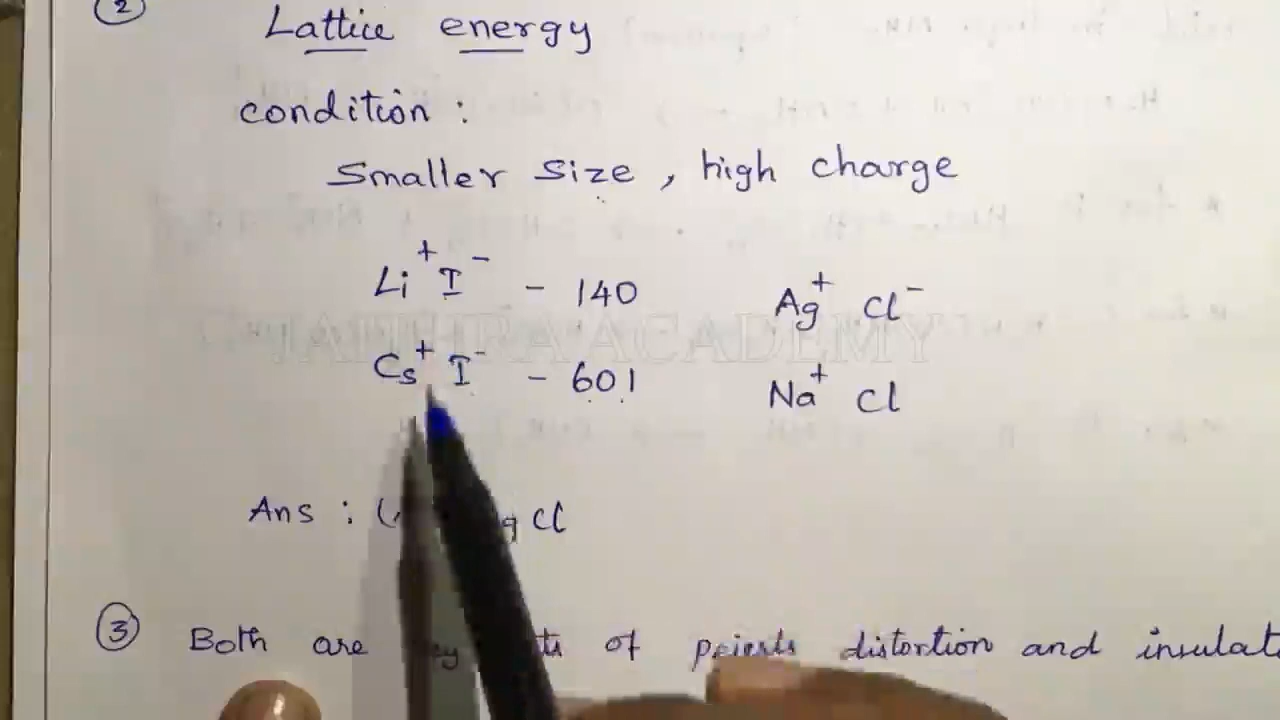 ② Lattice energy
condition :
Smaller size , high charge
Li⁺ I⁻ - 140 Ag⁺ Cl⁻
Cs⁺ I⁻ - 601 Na⁺ Cl
Ans : Cl
③ Both are of distortion and insulat